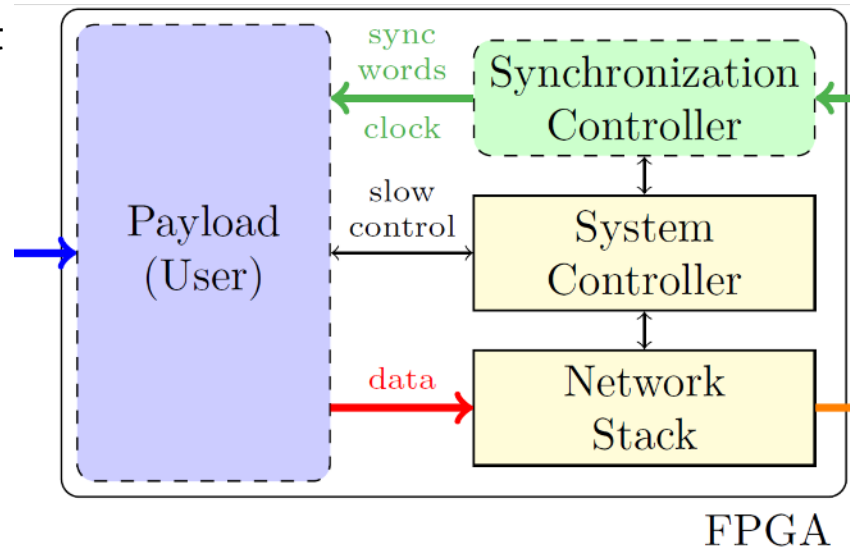 sync
words
clock
Synchronization
Controller
Payload
(User)
slow
control
System
Controller
data
Network
Stack
FPGA